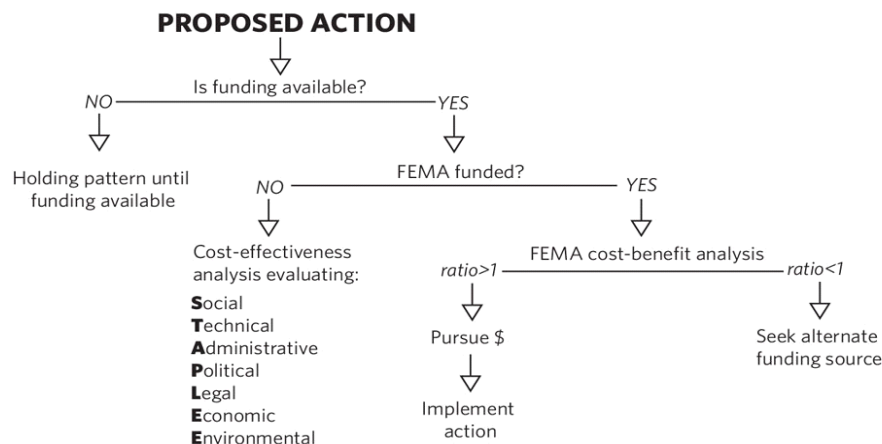 PROPOSED ACTION
Is funding available?
NO
YES
Holding pattern until
funding available
FEMA funded?
NO
YES
Cost-effectiveness
analysis evaluating:
Social
Technical
Administrative
Political
Legal
Economic
Environmental
FEMA cost-benefit analysis
ratio>1
ratio<1
Pursue $
Implement
action
Seek alternate
funding source